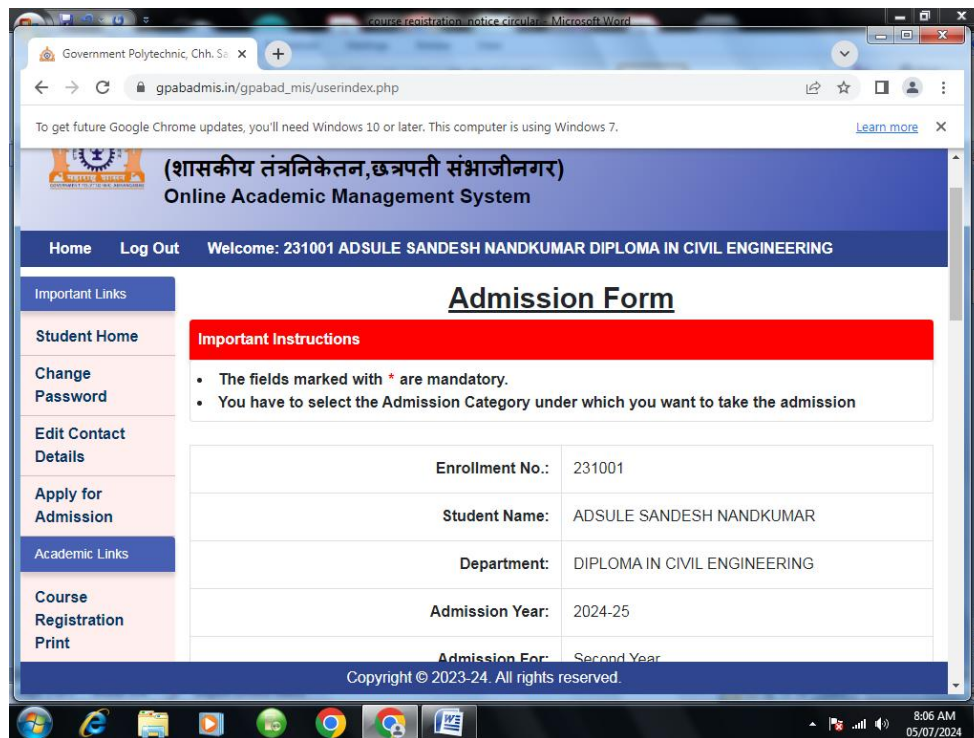 course registration notice circular - Microsoft Word
Government Polytechnic, Chh. Sa
gpabadmis.in/gpabad_mis/userindex.php
To get future Google Chrome updates, you'll need Windows 10 or later. This computer is using Windows 7.
Learn more
महाराष्ट्र शासन
(शासकीय तंत्रनिकेतन,छत्रपती संभाजीनगर)
Online Academic Management System
Home Log Out Welcome: 231001 ADSULE SANDESH NANDKUMAR DIPLOMA IN CIVIL ENGINEERING
Important Links
Student Home
Change
Password
Edit Contact
Details
Apply for
Admission
Academic Links
Course
Registration
Print
Admission Form
Important Instructions
• The fields marked with * are mandatory.
• You have to select the Admission Category under which you want to take the admission
Enrollment No.: 231001
Student Name: ADSULE SANDESH NANDKUMAR
Department: DIPLOMA IN CIVIL ENGINEERING
Admission Year: 2024-25
Admission For: Second Year
Copyright © 2023-24. All rights reserved.
8:06 AM
05/07/2024